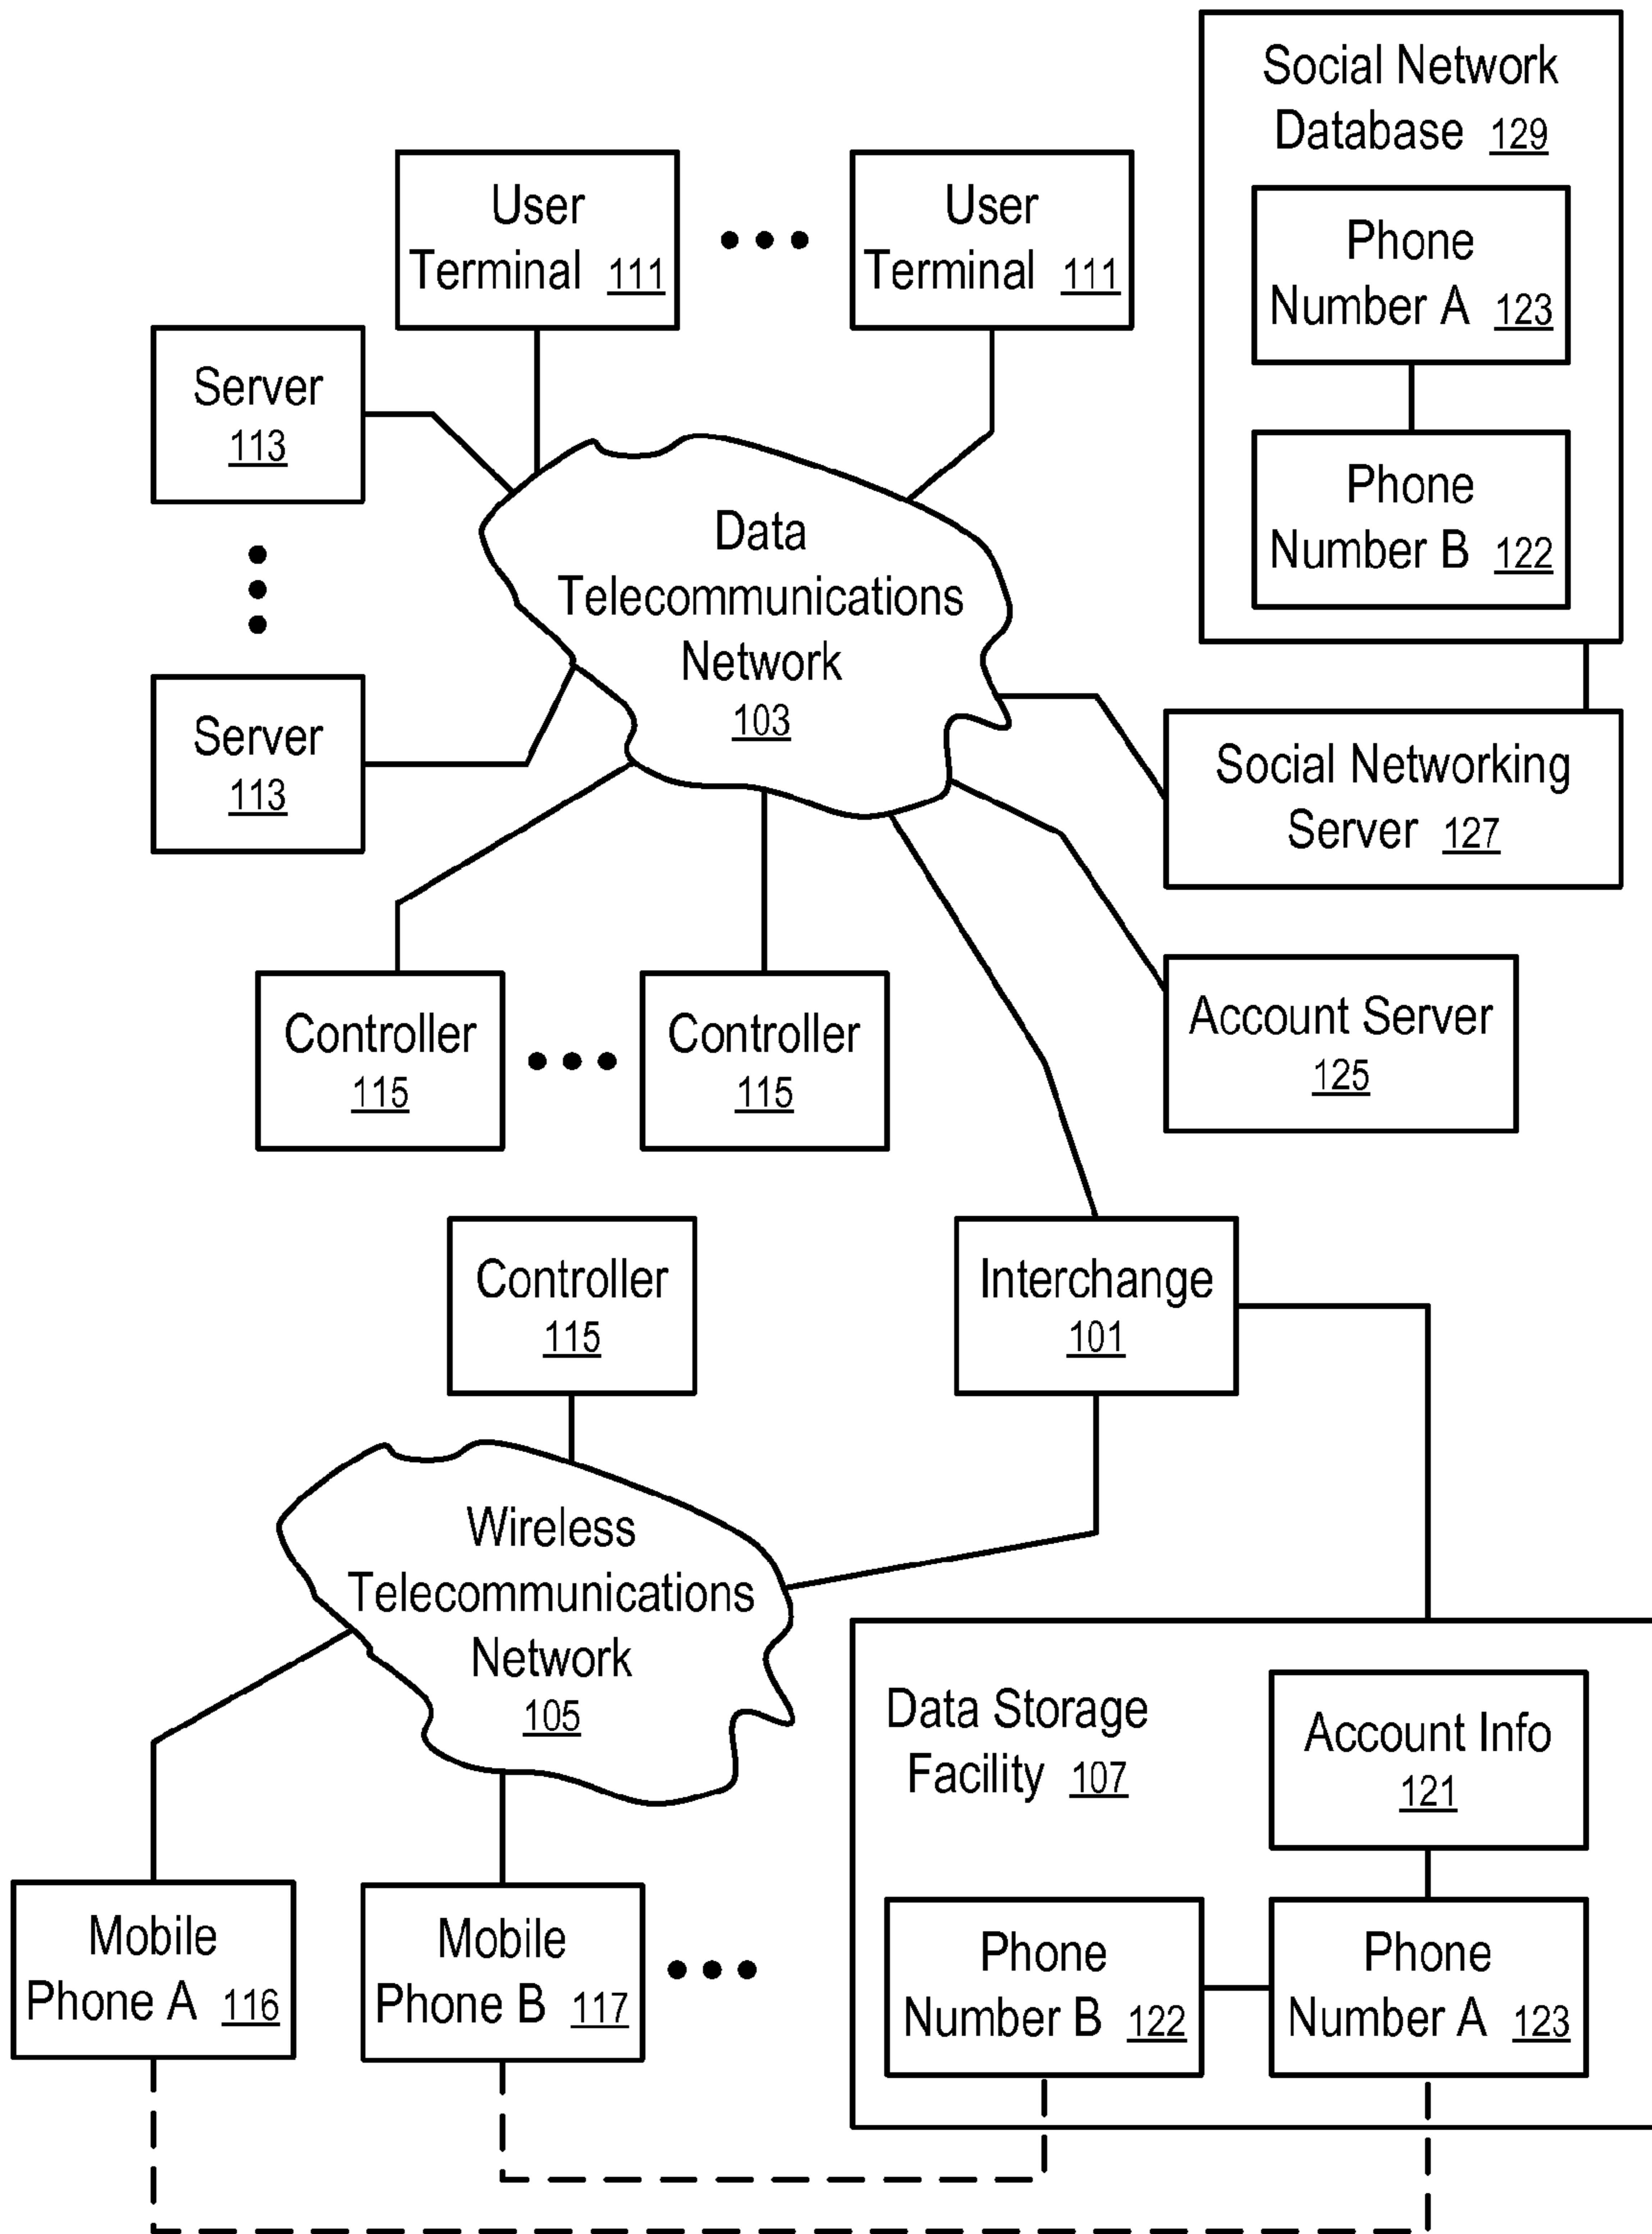 Social Network
Database 129
Phone
Number A 123
Phone
Number B 122
User
Terminal 111
User
Terminal 111
Server
113
Data
Telecommunications
Network
103
Server
113
Social Networking
Server 127
Controller
115
Controller
115
Account Server
125
Controller
115
Interchange
101
Wireless
Telecommunications
Network
105
Data Storage
Facility 107
Account Info
121
Mobile
Phone A 116
Mobile
Phone B 117
Phone
Number B 122
Phone
Number A 123